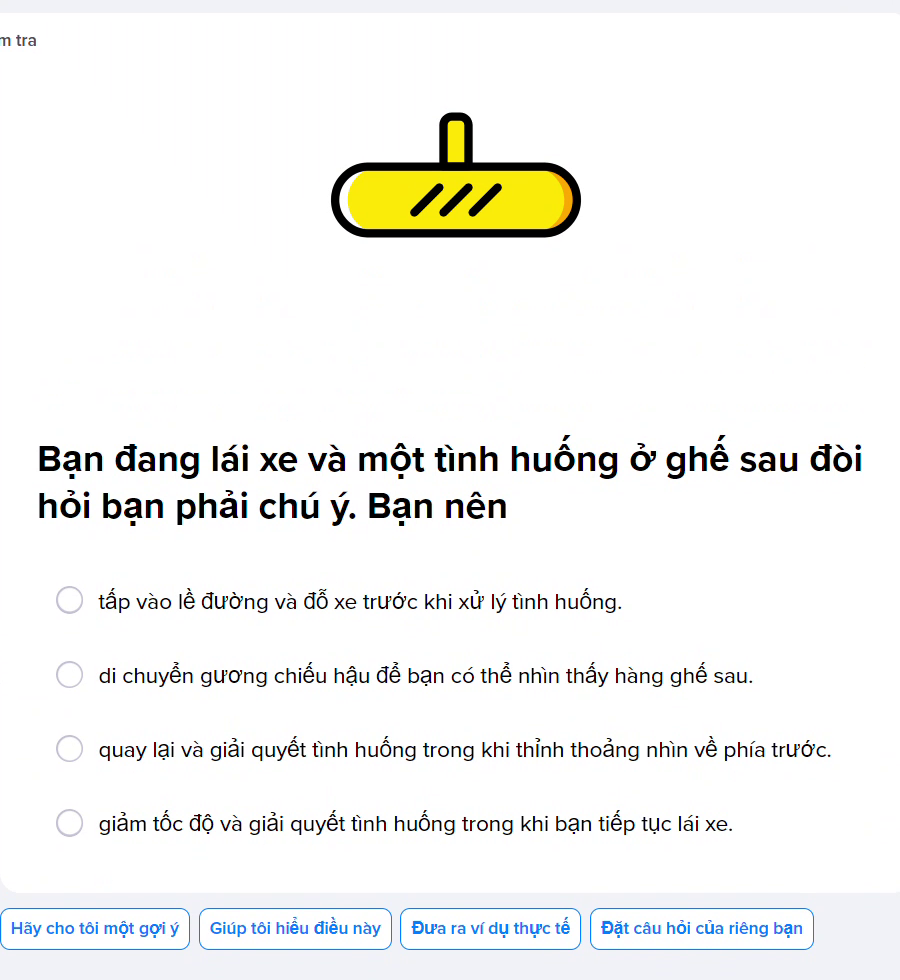 m tra
Bạn đang lái xe và một tình huống ở ghế sau đòi
hỏi bạn phải chú ý. Bạn nên
tấp vào lề đường và đỗ xe trước khi xử lý tình huống.
di chuyển gương chiếu hậu để bạn có thể nhìn thấy hàng ghế sau.
quay lại và giải quyết tình huống trong khi thỉnh thoảng nhìn về phía trước.
giảm tốc độ và giải quyết tình huống trong khi bạn tiếp tục lái xe.
Hãy cho tôi một gợi ý
Giúp tôi hiểu điều này
Đưa ra ví dụ thực tế
Đặt câu hỏi của riêng bạn